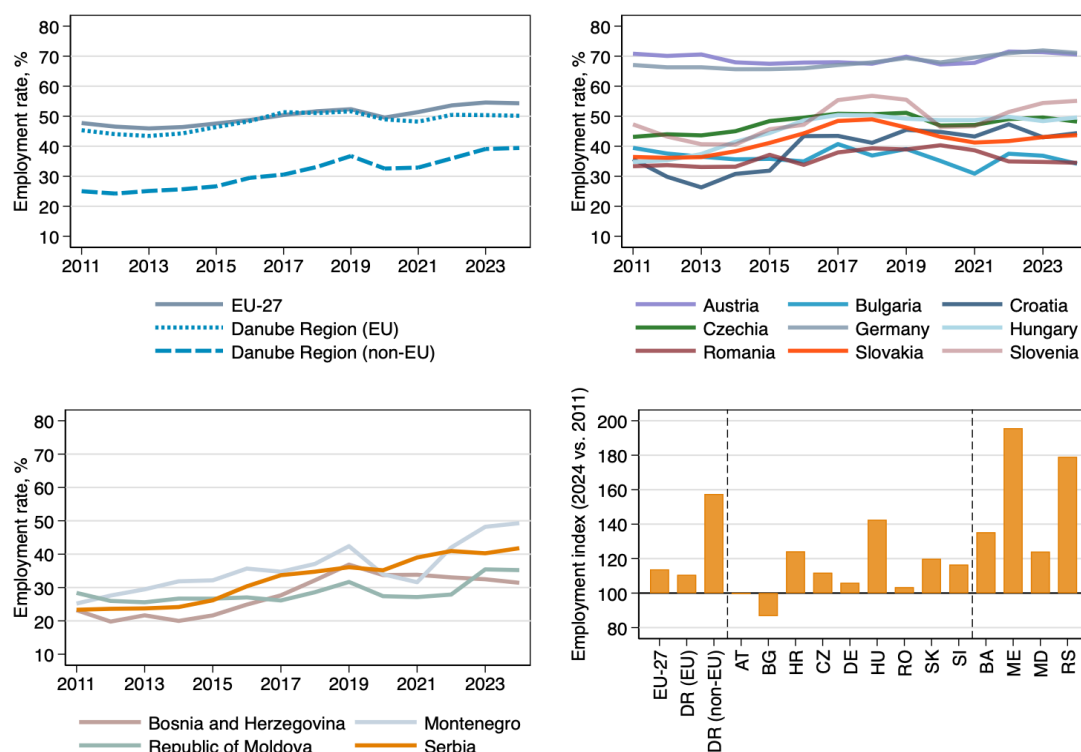 Employment rate, %
80
70
60
50
40
30
20
10
2011 2013 2015 2017 2019 2021 2023
EU-27
Danube Region (EU)
Danube Region (non-EU)
Employment rate, %
80
70
60
50
40
30
20
10
2011 2013 2015 2017 2019 2021 2023
Austria Bulgaria Croatia
Czechia Germany Hungary
Romania Slovakia Slovenia
Employment rate, %
80
70
60
50
40
30
20
10
2011 2013 2015 2017 2019 2021 2023
Bosnia and Herzegovina Montenegro
Republic of Moldova Serbia
Employment index (2024 vs. 2011)
200
180
160
140
120
100
80
EU-27
DR (EU)
DR (non-EU)
AT
BG
HR
CZ
DE
HU
RO
SK
SI
BA
ME
MD
RS